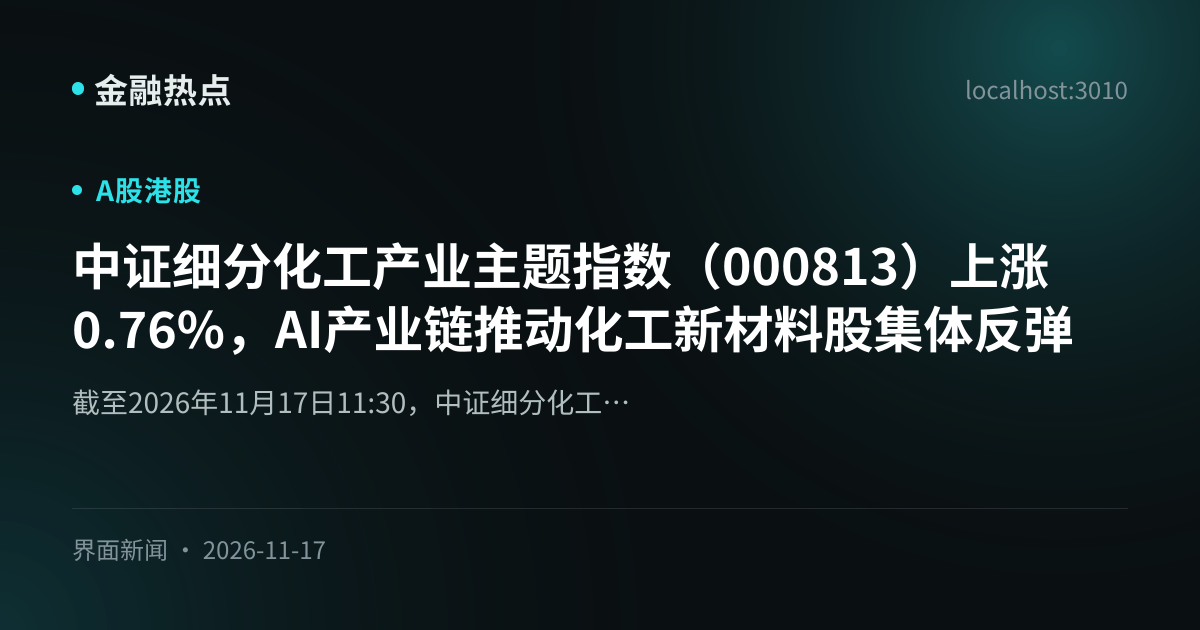 金融热点
localhost:3010
A股港股
中证细分化工产业主题指数（000813）上涨
0.76%，AI产业链推动化工新材料股集体反弹
截至2026年11月17日11:30，中证细分化工…
界面新闻 · 2026-11-17